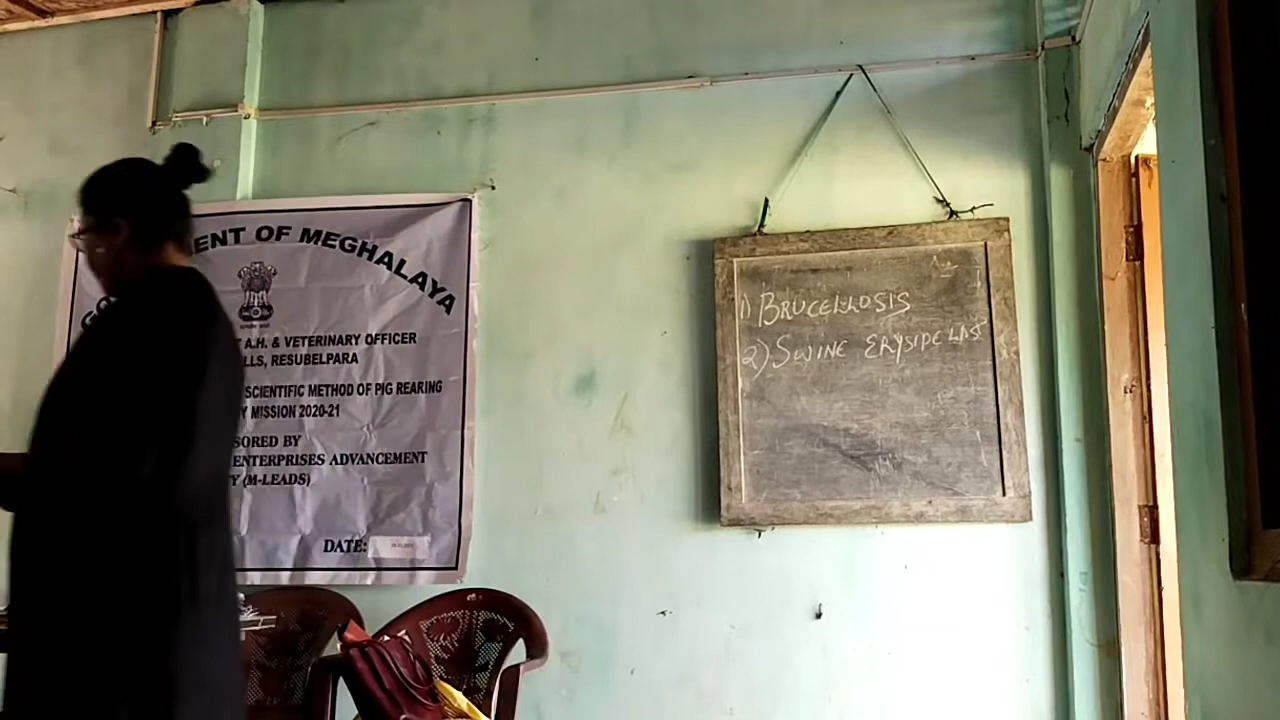 ENT OF MEGHALAYA
A.H. & VETERINARY OFFICER
LLS, RESUBELPARA
SCIENTIFIC METHOD OF PIG REARING
Y MISSION 2020-21
SORED BY
ENTERPRISES ADVANCEMENT
Y (M-LEADS)
DATE:
1) BRUCELLOSIS
2) SWINE ERYSIPELAS